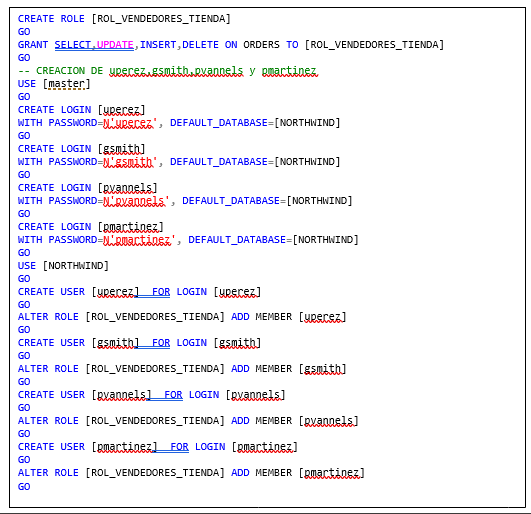 CREATE ROLE [ROL_VENDEDORES_TIENDA]
GO
GRANT SELECT,UPDATE,INSERT,DELETE ON ORDERS TO [ROL_VENDEDORES_TIENDA]
GO
-- CREACION DE uperez,gsmith,pvannels y pmartinez
USE [master]
GO
CREATE LOGIN [uperez]
WITH PASSWORD=N'uperez', DEFAULT_DATABASE=[NORTHWIND]
GO
CREATE LOGIN [gsmith]
WITH PASSWORD=N'gsmith', DEFAULT_DATABASE=[NORTHWIND]
GO
CREATE LOGIN [pvannels]
WITH PASSWORD=N'pvannels', DEFAULT_DATABASE=[NORTHWIND]
GO
CREATE LOGIN [pmartinez]
WITH PASSWORD=N'pmartinez', DEFAULT_DATABASE=[NORTHWIND]
GO
USE [NORTHWIND]
GO
CREATE USER [uperez]  FOR LOGIN [uperez]
GO
ALTER ROLE [ROL_VENDEDORES_TIENDA] ADD MEMBER [uperez]
GO
CREATE USER [gsmith]  FOR LOGIN [gsmith]
GO
ALTER ROLE [ROL_VENDEDORES_TIENDA] ADD MEMBER [gsmith]
GO
CREATE USER [pvannels]  FOR LOGIN [pvannels]
GO
ALTER ROLE [ROL_VENDEDORES_TIENDA] ADD MEMBER [pvannels]
GO
CREATE USER [pmartinez]  FOR LOGIN [pmartinez]
GO
ALTER ROLE [ROL_VENDEDORES_TIENDA] ADD MEMBER [pmartinez]
GO